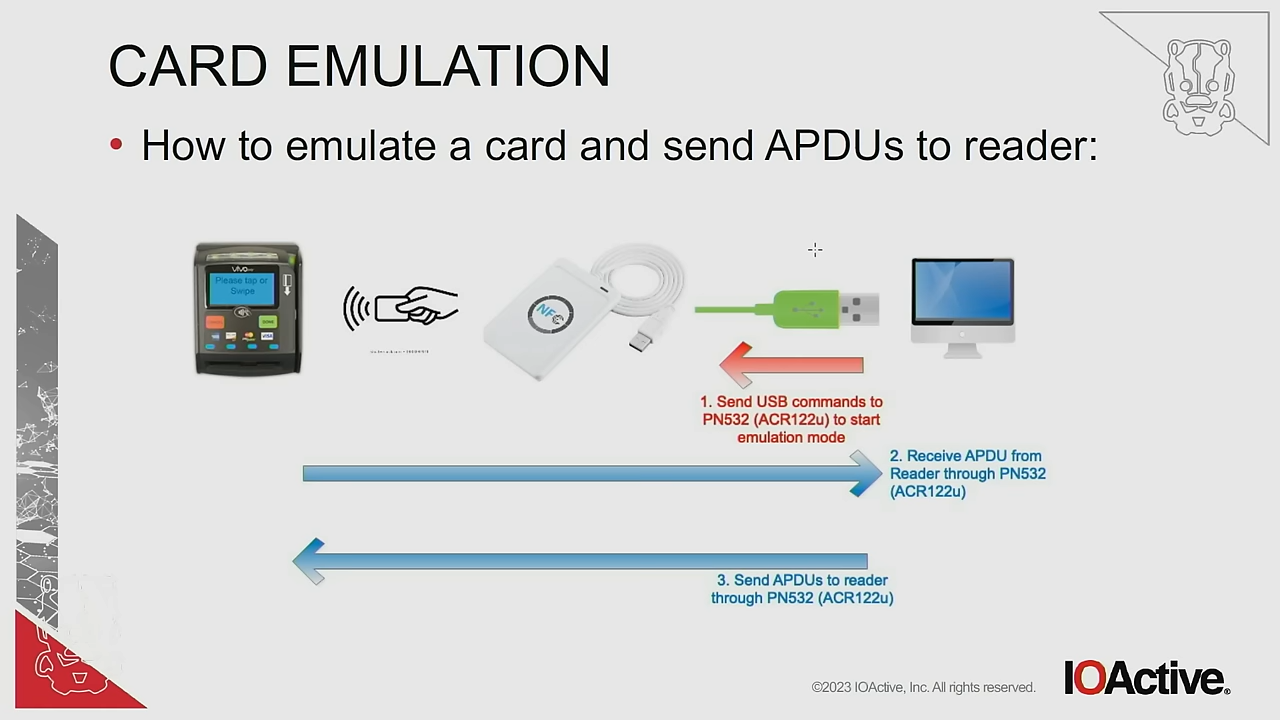 CARD EMULATION
• How to emulate a card and send APDUs to reader:
Please tap or
Swipe
NFC
1. Send USB commands to
PN532 (ACR122u) to start
emulation mode
2. Receive APDU from
Reader through PN532
(ACR122u)
3. Send APDUs to reader
through PN532 (ACR122u)
©2023 IOActive, Inc. All rights reserved.
IOActive®